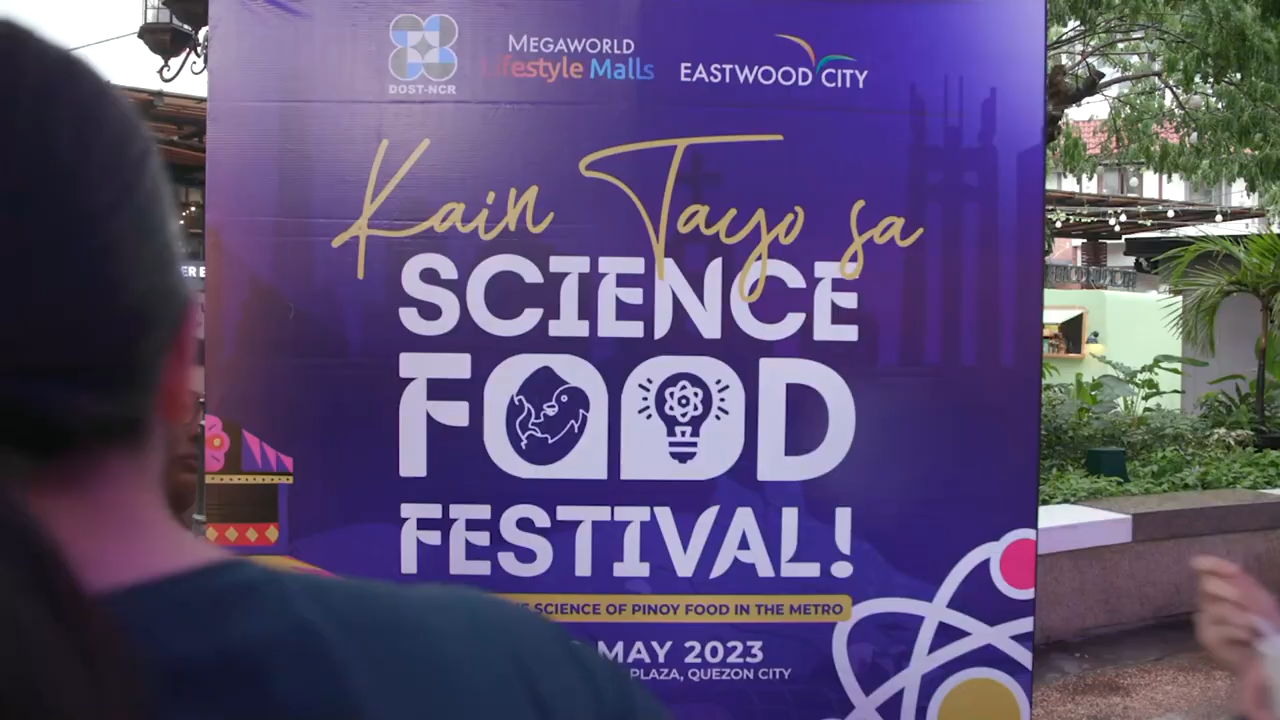 DOST-NCR
MEGAWORLD
Lifestyle Malls
EASTWOOD CITY
Kain Tayo sa
SCIENCE
FOOD
FESTIVAL!
SCIENCE OF PINOY FOOD IN THE METRO
MAY 2023
PLAZA, QUEZON CITY